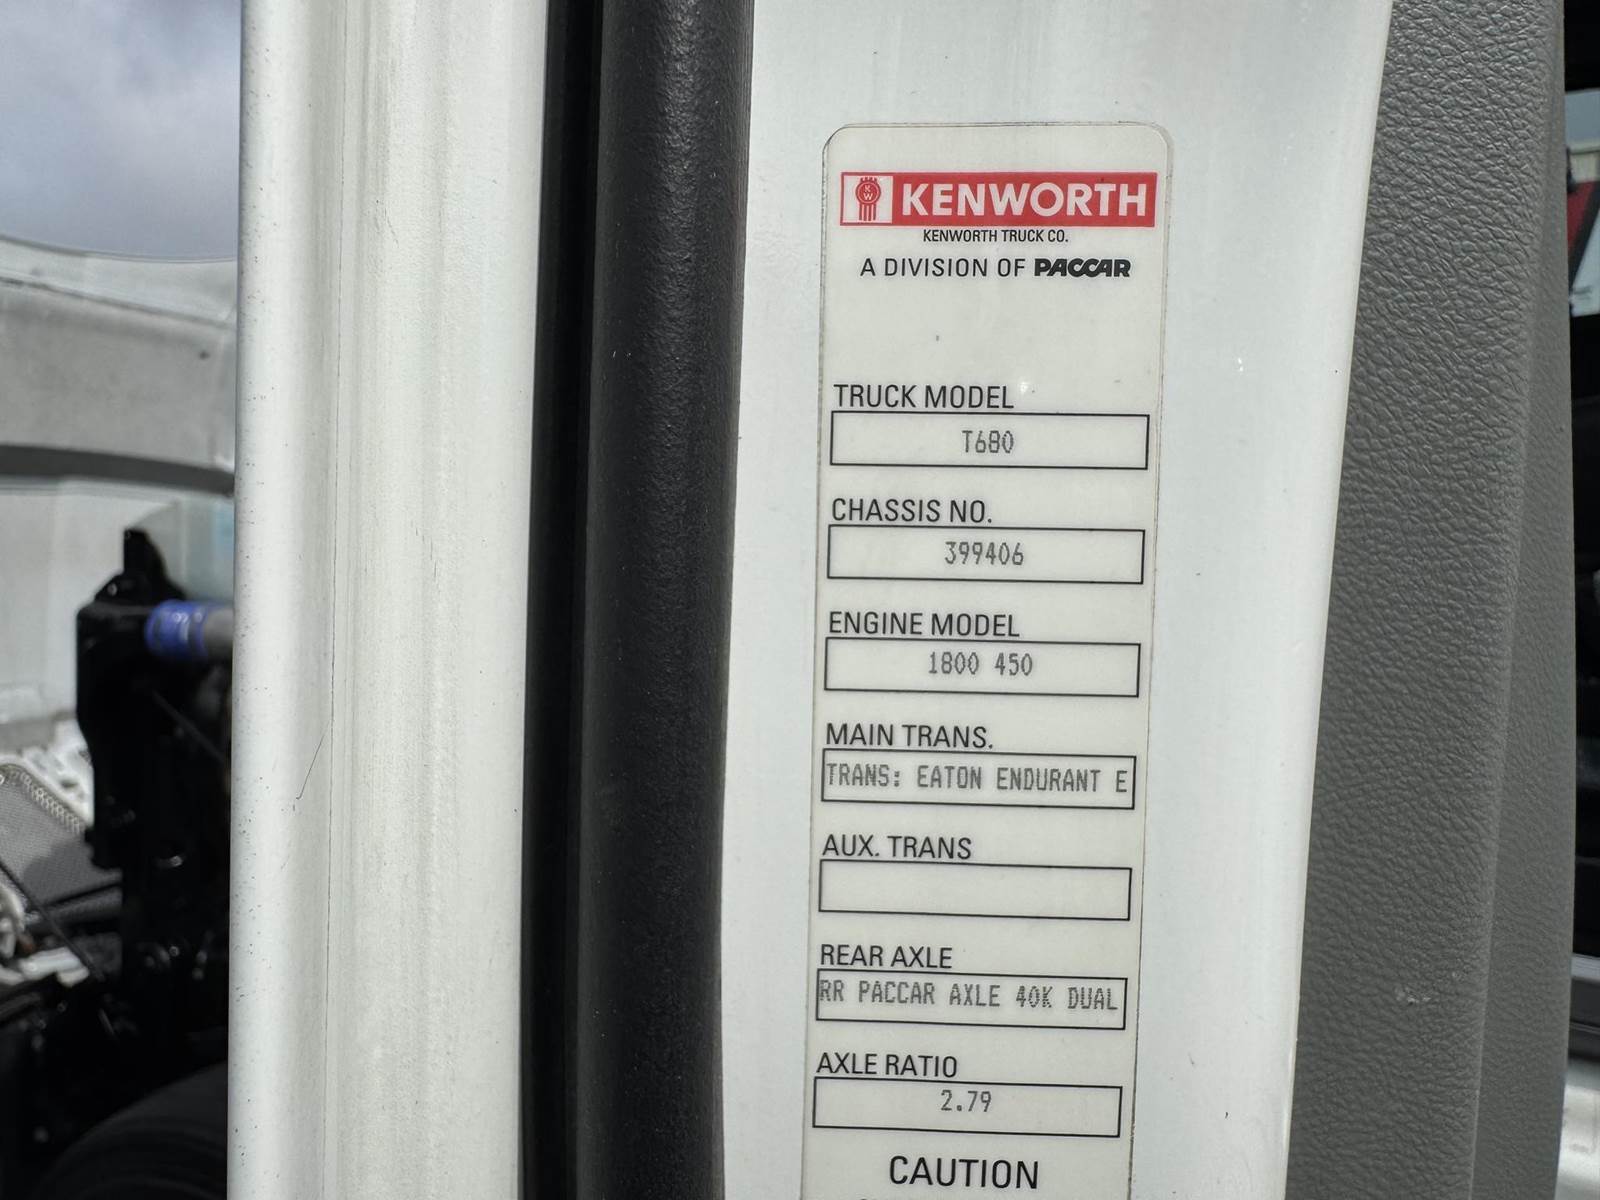 KW KENWORTH
KENWORTH TRUCK CO.
A DIVISION OF PACCAR
TRUCK MODEL
T680
CHASSIS NO.
399406
ENGINE MODEL
1800 450
MAIN TRANS.
TRANS: EATON ENDURANT E
AUX. TRANS
REAR AXLE
RR PACCAR AXLE 40K DUAL
AXLE RATIO
2.79
CAUTION